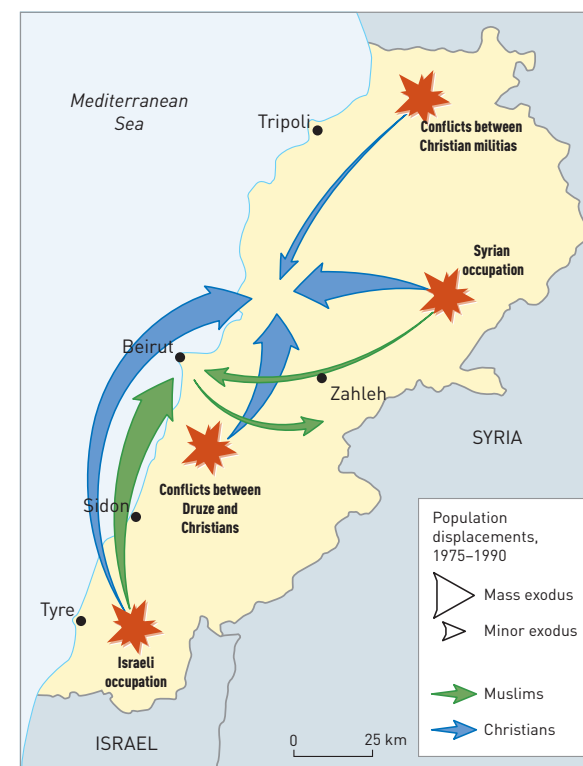 Mediterranean
Sea
Tripoli
Conflicts between
Christian militias
Syrian
occupation
Beirut
Zahleh
SYRIA
Conflicts between
Druze and
Christians
Sidon
Tyre
Israeli
occupation
ISRAEL
0 25 km
Population
displacements,
1975–1990
Mass exodus
Minor exodus
Muslims
Christians